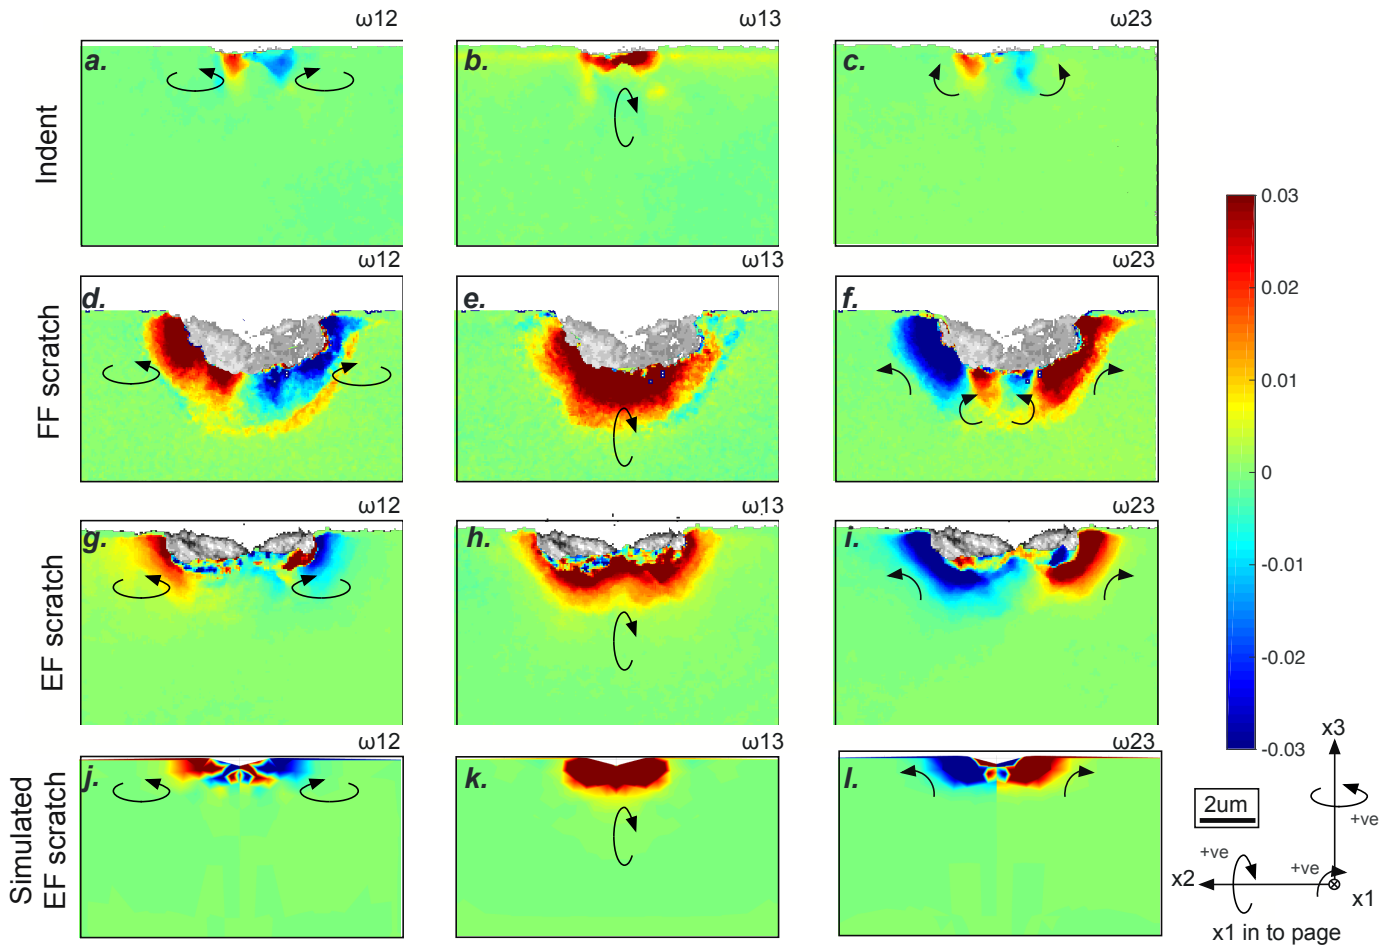 ω12
ω13
ω23
Indent
a.
b.
c.
ω12
ω13
ω23
FF scratch
d.
e.
f.
ω12
ω13
ω23
EF scratch
g.
h.
i.
ω12
ω13
ω23
Simulated
EF scratch
j.
k.
l.
0.03
0.02
0.01
0
-0.01
-0.02
-0.03
x3
2um
+ve
+ve
+ve
x2
x1
x1 in to page